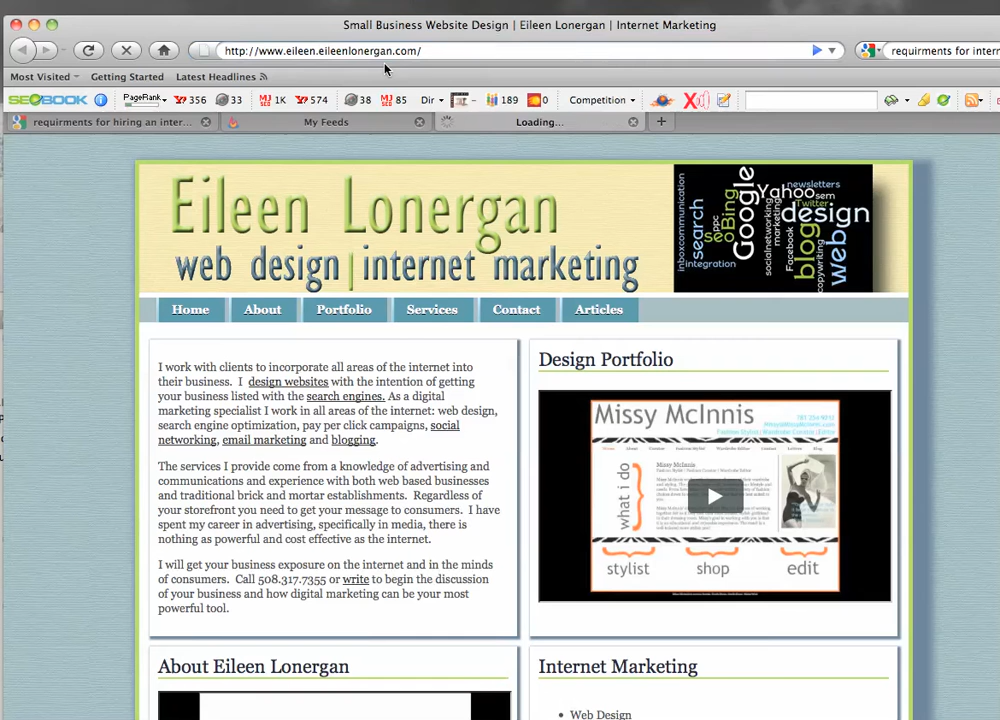 Small Business Website Design | Eileen Lonergan | Internet Marketing
http://www.eileen.eileenlonergan.com/
requirments for intern
Most Visited Getting Started Latest Headlines
SEOBOOK PageRank 356 33 MJ SEO 1K 574 38 MJ SEO 85 Dir 189 0 Competition
requirments for hiring an inter... My Feeds Loading...
Eileen Lonergan
web design | internet marketing
inboxcommunication search integration seo ppc Bing Google Yahoo newsletters sem Twitter design socialnetworking marketing Facebook blogs copywriting web
Home About Portfolio Services Contact Articles
I work with clients to incorporate all areas of the internet into
their business. I design websites with the intention of getting
your business listed with the search engines. As a digital
marketing specialist I work in all areas of the internet: web design,
search engine optimization, pay per click campaigns, social
networking, email marketing and blogging.
The services I provide come from a knowledge of advertising and
communications and experience with both web based businesses
and traditional brick and mortar establishments. Regardless of
your storefront you need to get your message to consumers. I have
spent my career in advertising, specifically in media, there is
nothing as powerful and cost effective as the internet.
I will get your business exposure on the internet and in the minds
of consumers. Call 508.317.7355 or write to begin the discussion
of your business and how digital marketing can be your most
powerful tool.
Design Portfolio
Missy McInnis
Missy McInnis
what i do
stylist shop edit
About Eileen Lonergan
Internet Marketing
• Web Design